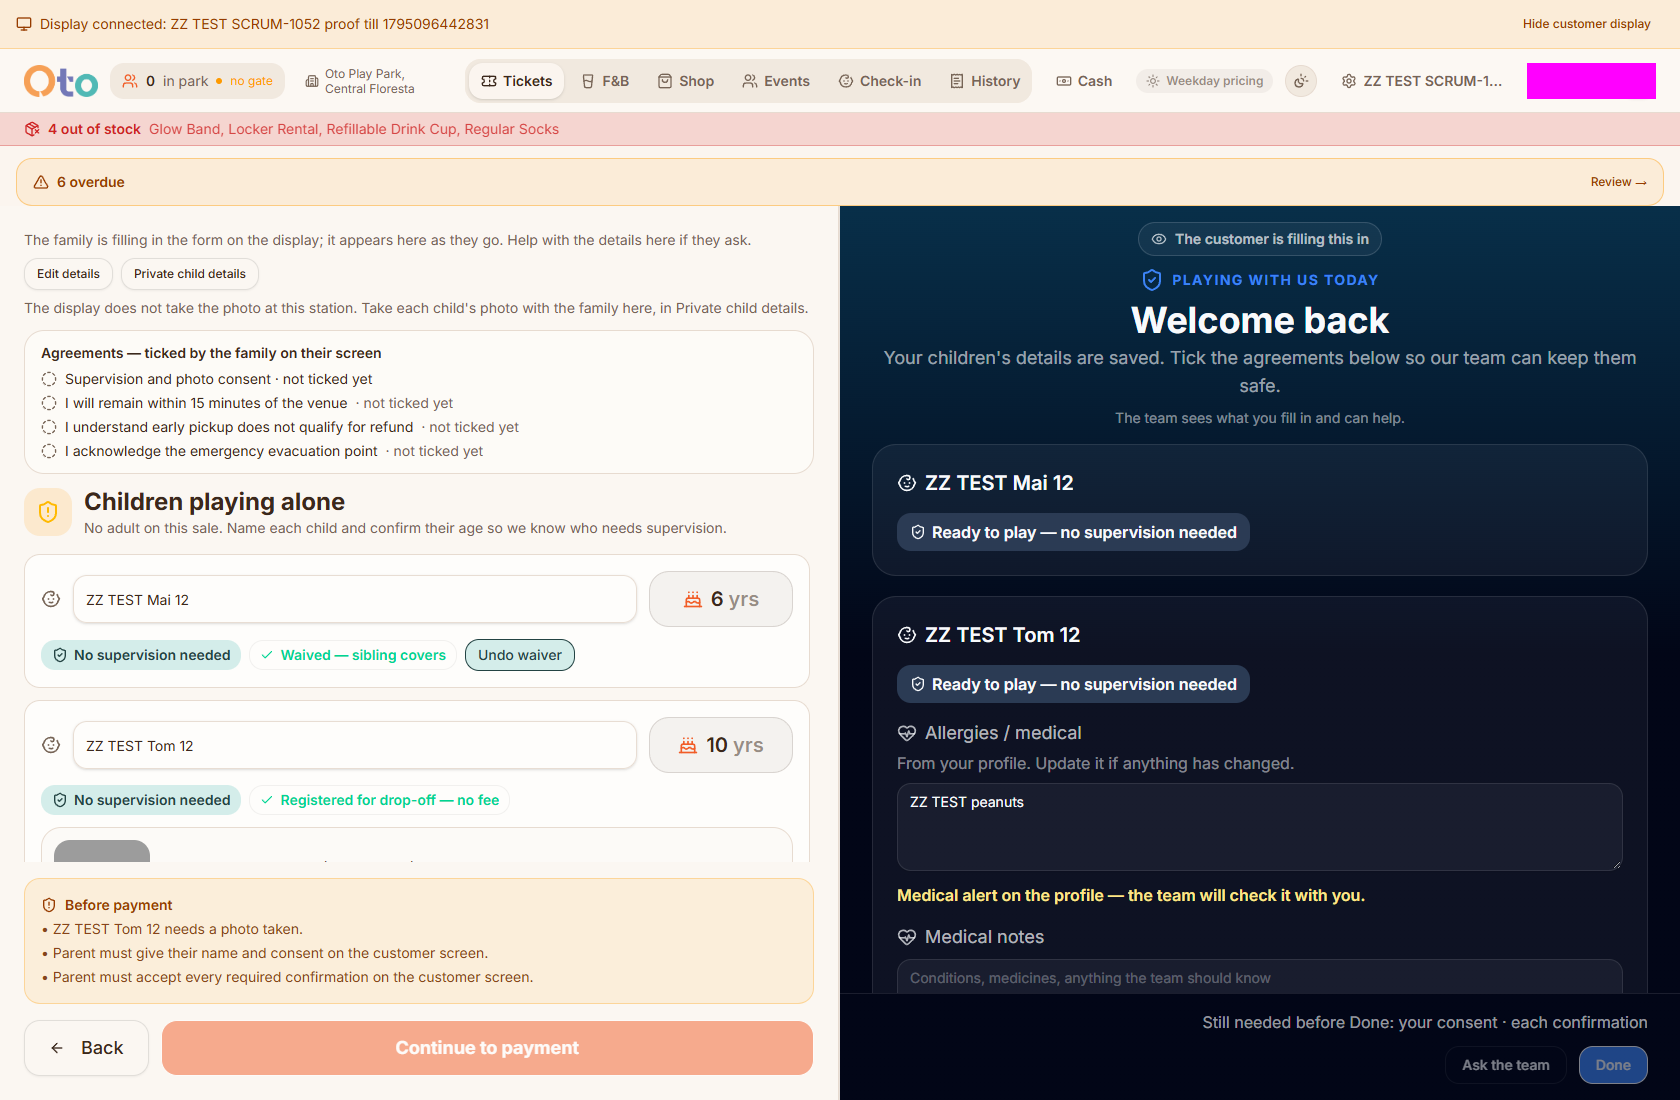 Display connected: ZZ TEST SCRUM-1052 proof till 1795096442831
Hide customer display
Oto
0 in park • no gate
Oto Play Park,
Central Floresta
Tickets
F&B
Shop
Events
Check-in
History
Cash
Weekday pricing
ZZ TEST SCRUM-1...
4 out of stock Glow Band, Locker Rental, Refillable Drink Cup, Regular Socks
6 overdue
Review →
The family is filling in the form on the display; it appears here as they go. Help with the details here if they ask.
Edit details
Private child details
The display does not take the photo at this station. Take each child's photo with the family here, in Private child details.
Agreements — ticked by the family on their screen
Supervision and photo consent · not ticked yet
I will remain within 15 minutes of the venue · not ticked yet
I understand early pickup does not qualify for refund · not ticked yet
I acknowledge the emergency evacuation point · not ticked yet
Children playing alone
No adult on this sale. Name each child and confirm their age so we know who needs supervision.
ZZ TEST Mai 12
6 yrs
No supervision needed
Waived — sibling covers
Undo waiver
ZZ TEST Tom 12
10 yrs
No supervision needed
Registered for drop-off — no fee
Before payment
• ZZ TEST Tom 12 needs a photo taken.
• Parent must give their name and consent on the customer screen.
• Parent must accept every required confirmation on the customer screen.
← Back
Continue to payment
The customer is filling this in
PLAYING WITH US TODAY
Welcome back
Your children's details are saved. Tick the agreements below so our team can keep them
safe.
The team sees what you fill in and can help.
ZZ TEST Mai 12
Ready to play — no supervision needed
ZZ TEST Tom 12
Ready to play — no supervision needed
Allergies / medical
From your profile. Update it if anything has changed.
ZZ TEST peanuts
Medical alert on the profile — the team will check it with you.
Medical notes
Conditions, medicines, anything the team should know
Still needed before Done: your consent · each confirmation
Ask the team
Done